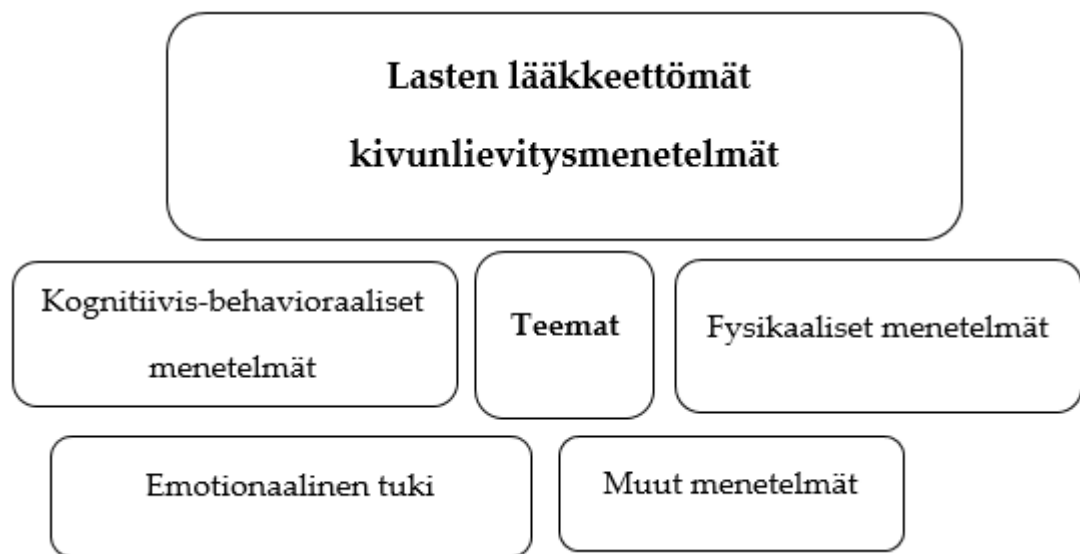 Lasten lääkkeettömät
kivunlievitysmenetelmät
Kognitiivis-behavioraaliset
menetelmät
Teemat
Fysikaaliset menetelmät
Emotionaalinen tuki
Muut menetelmät